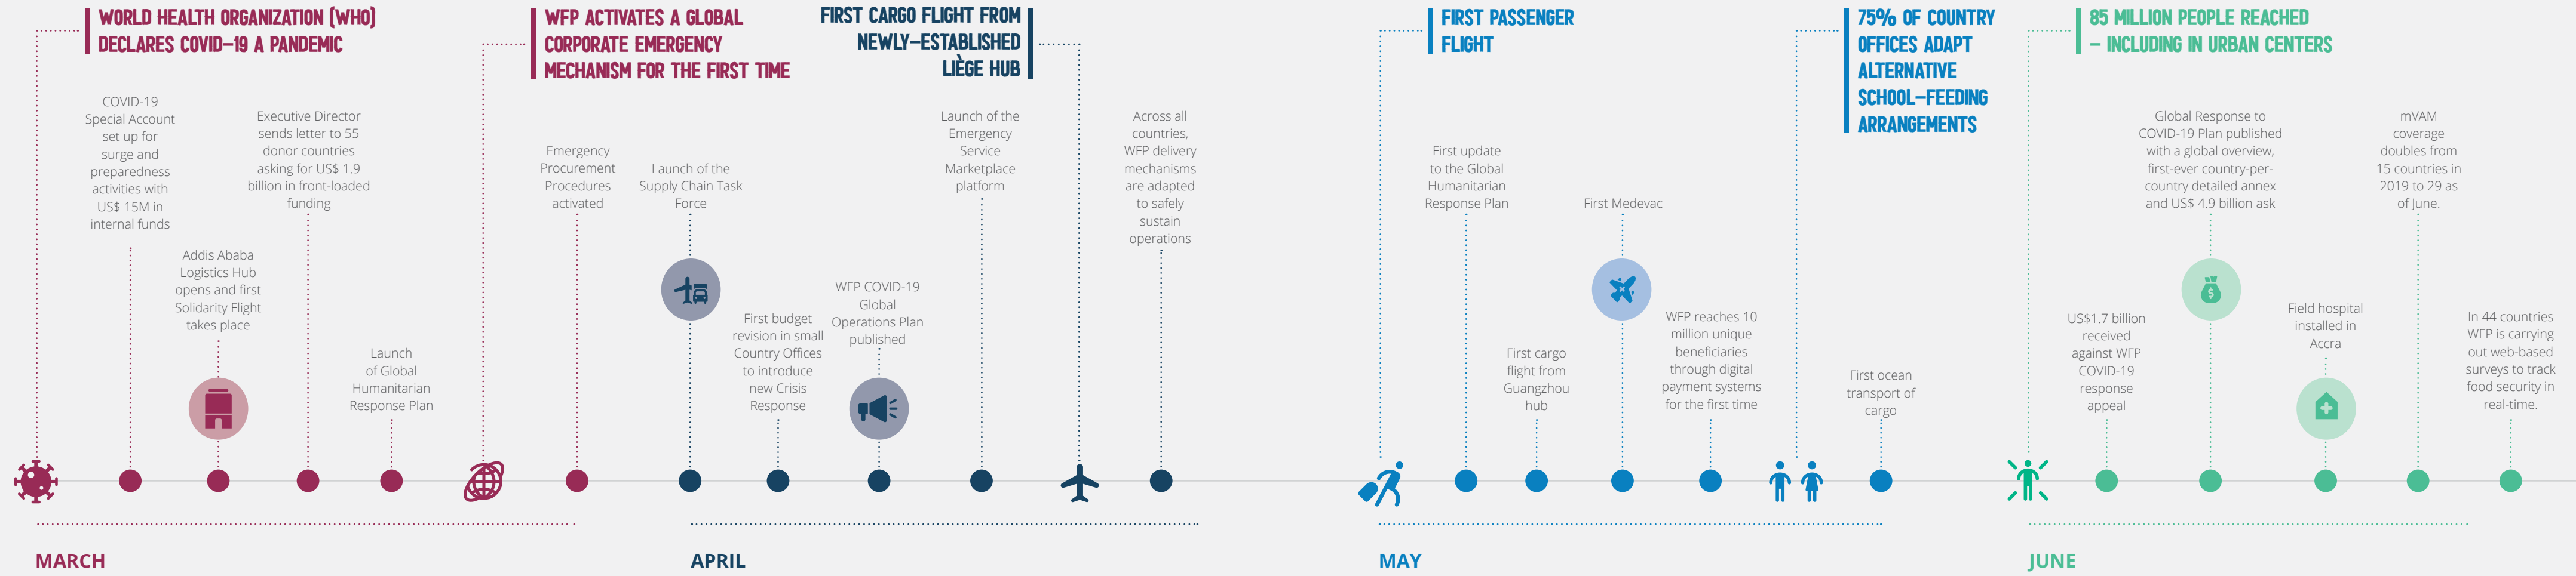 WORLD HEALTH ORGANIZATION (WHO)
DECLARES COVID-19 A PANDEMIC
COVID-19
Special Account
set up for
surge and
preparedness
activities with
US$ 15M in
internal funds
Addis Ababa
Logistics Hub
opens and first
Solidarity Flight
takes place
Executive Director
sends letter to 55
donor countries
asking for US$ 1.9
billion in front-loaded
funding
Launch
of Global
Humanitarian
Response Plan
WFP ACTIVATES A GLOBAL
CORPORATE EMERGENCY
MECHANISM FOR THE FIRST TIME
Emergency
Procurement
Procedures
activated
Launch of the
Supply Chain Task
Force
First budget
revision in small
Country Offices
to introduce
new Crisis
Response
WFP COVID-19
Global
Operations Plan
published
Launch of the
Emergency
Service
Marketplace
platform
FIRST CARGO FLIGHT FROM
NEWLY-ESTABLISHED
LIÈGE HUB
Across all
countries,
WFP delivery
mechanisms
are adapted
to safely
sustain
operations
FIRST PASSENGER
FLIGHT
First update
to the Global
Humanitarian
Response Plan
First cargo
flight from
Guangzhou
hub
First Medevac
WFP reaches 10
million unique
beneficiaries
through digital
payment systems
for the first time
75% OF COUNTRY
OFFICES ADAPT
ALTERNATIVE
SCHOOL-FEEDING
ARRANGEMENTS
First ocean
transport of
cargo
85 MILLION PEOPLE REACHED
- INCLUDING IN URBAN CENTERS
US$1.7 billion
received
against WFP
COVID-19
response
appeal
Global Response to
COVID-19 Plan published
with a global overview,
first-ever country-per-
country detailed annex
and US$ 4.9 billion ask
$
Field hospital
installed in
Accra
mVAM
coverage
doubles from
15 countries in
2019 to 29 as
of June.
In 44 countries
WFP is carrying
out web-based
surveys to track
food security in
real-time.
MARCH
APRIL
MAY
JUNE